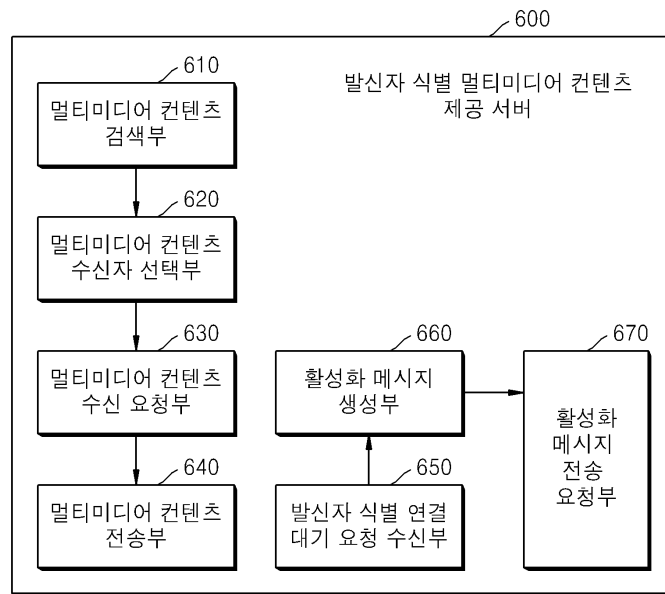 600
발신자 식별 멀티미디어 컨텐츠
제공 서버
610
멀티미디어 컨텐츠
검색부
620
멀티미디어 컨텐츠
수신자 선택부
630
멀티미디어 컨텐츠
수신 요청부
640
멀티미디어 컨텐츠
전송부
660
활성화 메시지
생성부
650
발신자 식별 연결
대기 요청 수신부
670
활성화
메시지
전송
요청부